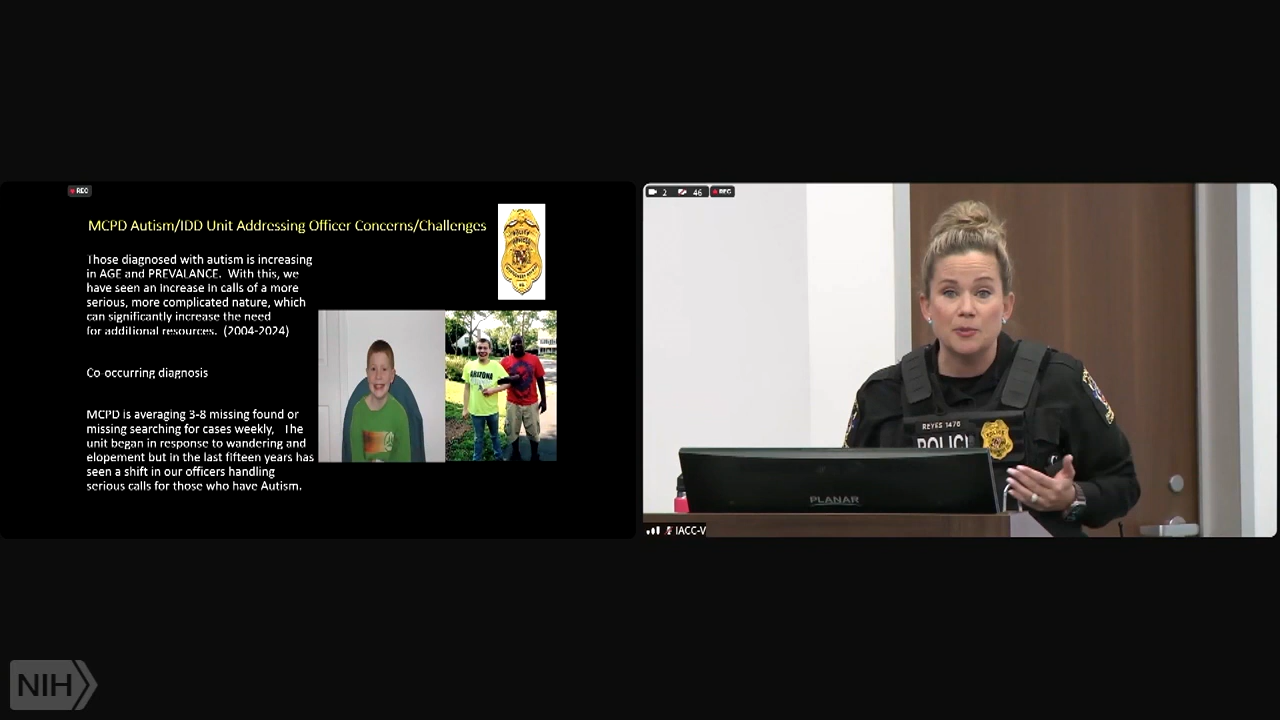 REC
MCPD Autism/IDD Unit Addressing Officer Concerns/Challenges
Those diagnosed with autism is increasing
in AGE and PREVALANCE. With this, we
have seen an increase in calls of a more
serious, more complicated nature, which
can significantly increase the need
for additional resources. (2004-2024)
Co-occurring diagnosis
MCPD is averaging 3-8 missing found or
missing searching for cases weekly, The
unit began in response to wandering and
elopement but in the last fifteen years has
seen a shift in our officers handling
serious calls for those who have Autism.
POLICE
ARIZONA
2 46 REC
REYES 1476
POLICE
PLANAR
IACC-V
NIH